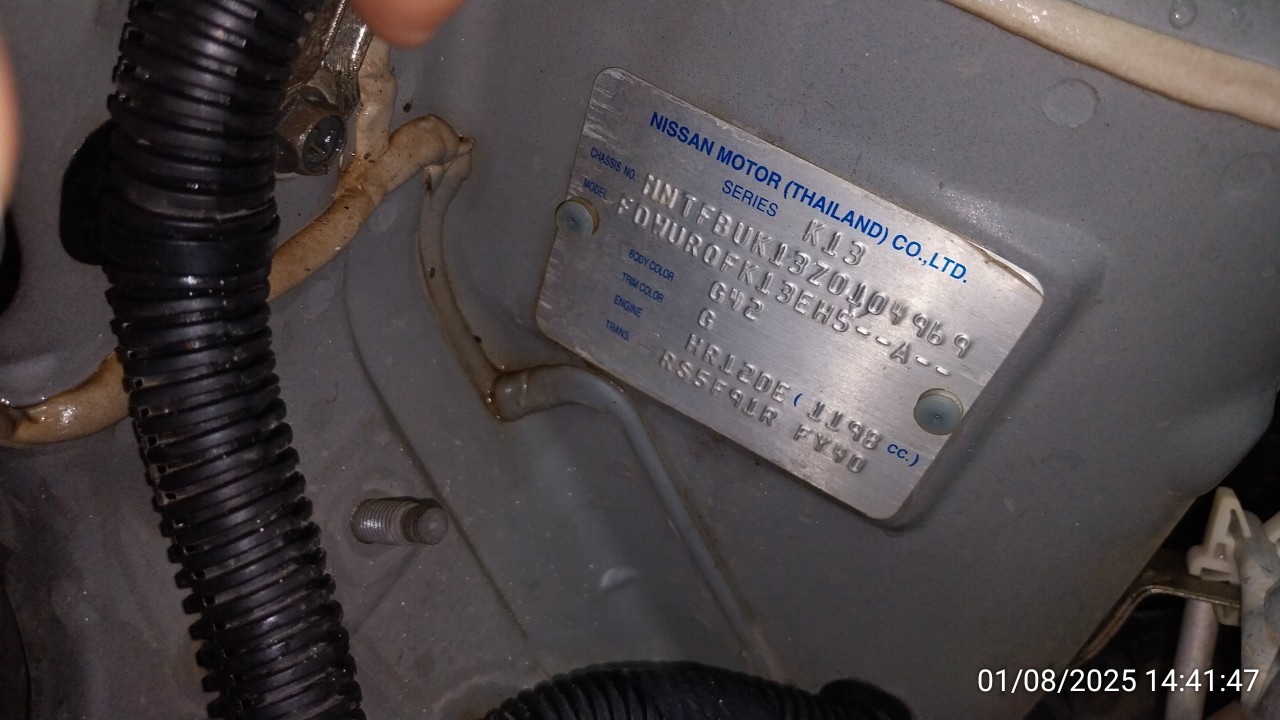 NISSAN MOTOR (THAILAND) CO.,LTD.
SERIES K13
CHASSIS NO. MNTFBUK13Z0104969
MODEL FDWURQFK13EHS--A--
BODY COLOR G42
TRIM COLOR G
ENGINE HR12DE ( 1198 CC.)
TRANS. RS5F91R FY40
01/08/2025 14:41:47